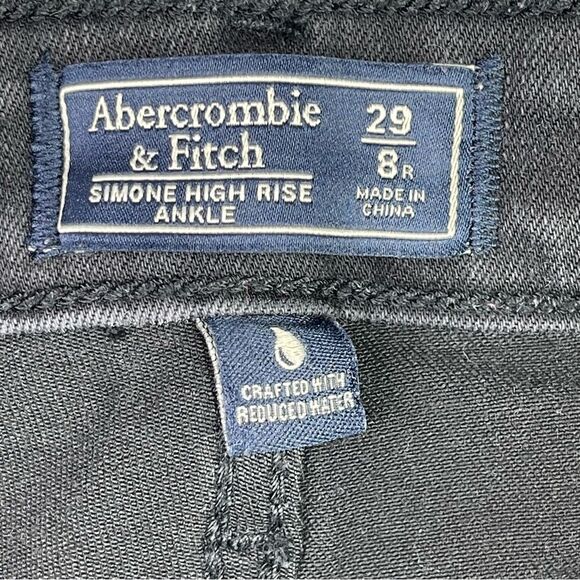 Abercrombie
& Fitch
SIMONE HIGH RISE
ANKLE
29
8R
MADE IN
CHINA
CRAFTED WITH
REDUCED WATER